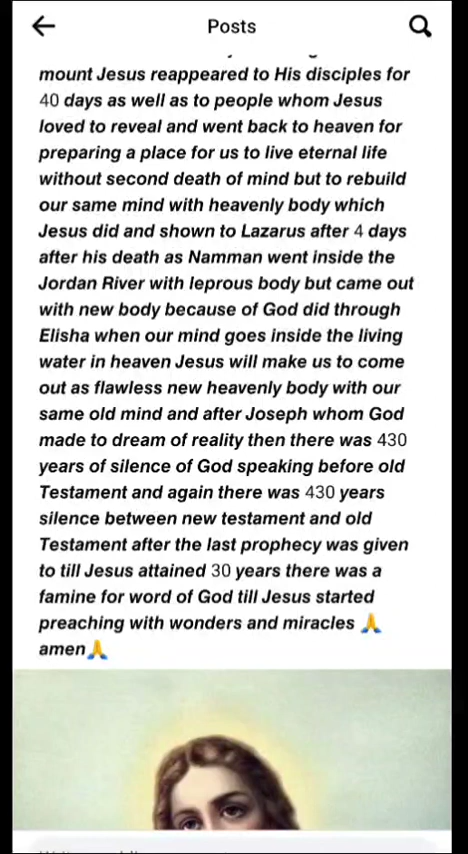 Posts
mount Jesus reappeared to His disciples for
40 days as well as to people whom Jesus
loved to reveal and went back to heaven for
preparing a place for us to live eternal life
without second death of mind but to rebuild
our same mind with heavenly body which
Jesus did and shown to Lazarus after 4 days
after his death as Namman went inside the
Jordan River with leprous body but came out
with new body because of God did through
Elisha when our mind goes inside the living
water in heaven Jesus will make us to come
out as flawless new heavenly body with our
same old mind and after Joseph whom God
made to dream of reality then there was 430
years of silence of God speaking before old
Testament and again there was 430 years
silence between new testament and old
Testament after the last prophecy was given
to till Jesus attained 30 years there was a
famine for word of God till Jesus started
preaching with wonders and miracles 🙏
amen🙏